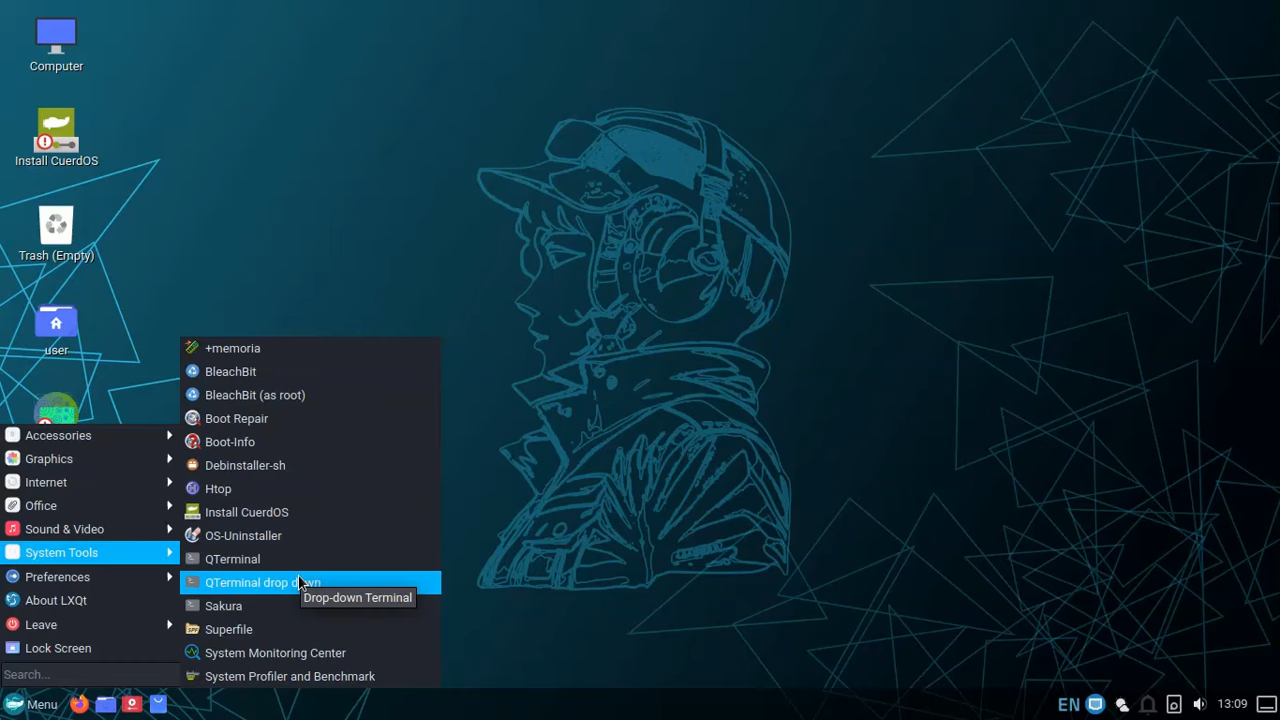 Computer
Install CuerdOS
Trash (Empty)
user
+memoria
BleachBit
BleachBit (as root)
Boot Repair
Boot-Info
Debinstaller-sh
Htop
Install CuerdOS
OS-Uninstaller
QTerminal
QTerminal drop down
Drop-down Terminal
Sakura
Superfile
System Monitoring Center
System Profiler and Benchmark
Accessories
Graphics
Internet
Office
Sound & Video
System Tools
Preferences
About LXQt
Leave
Lock Screen
Search...
Menu
EN
13:09